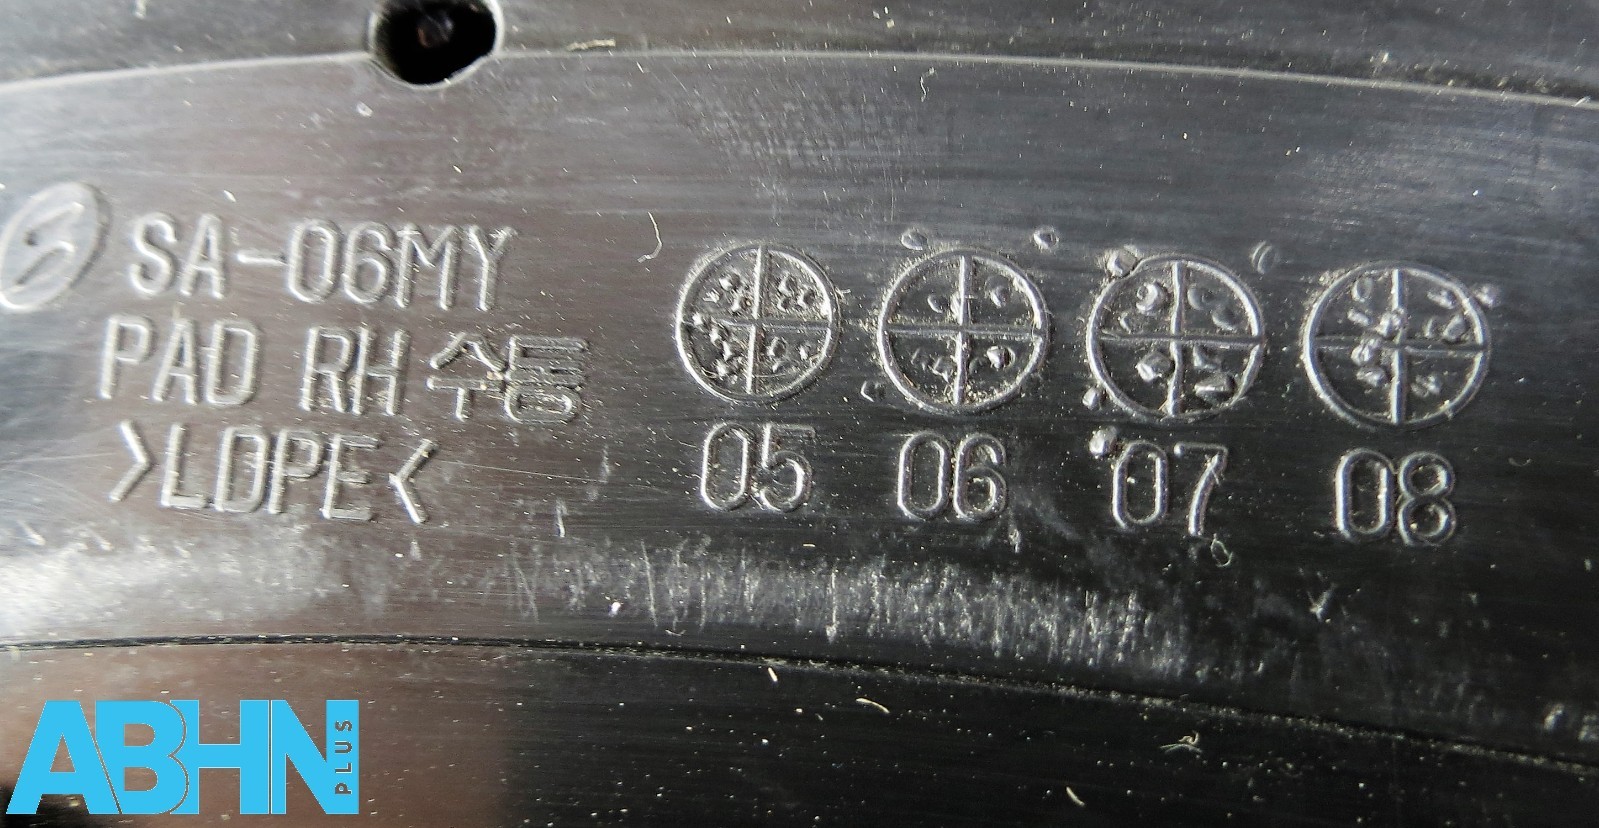 SA-06MY
PAD RH 수동
>LDPE<
05 06 07 08
ABHN PLUS